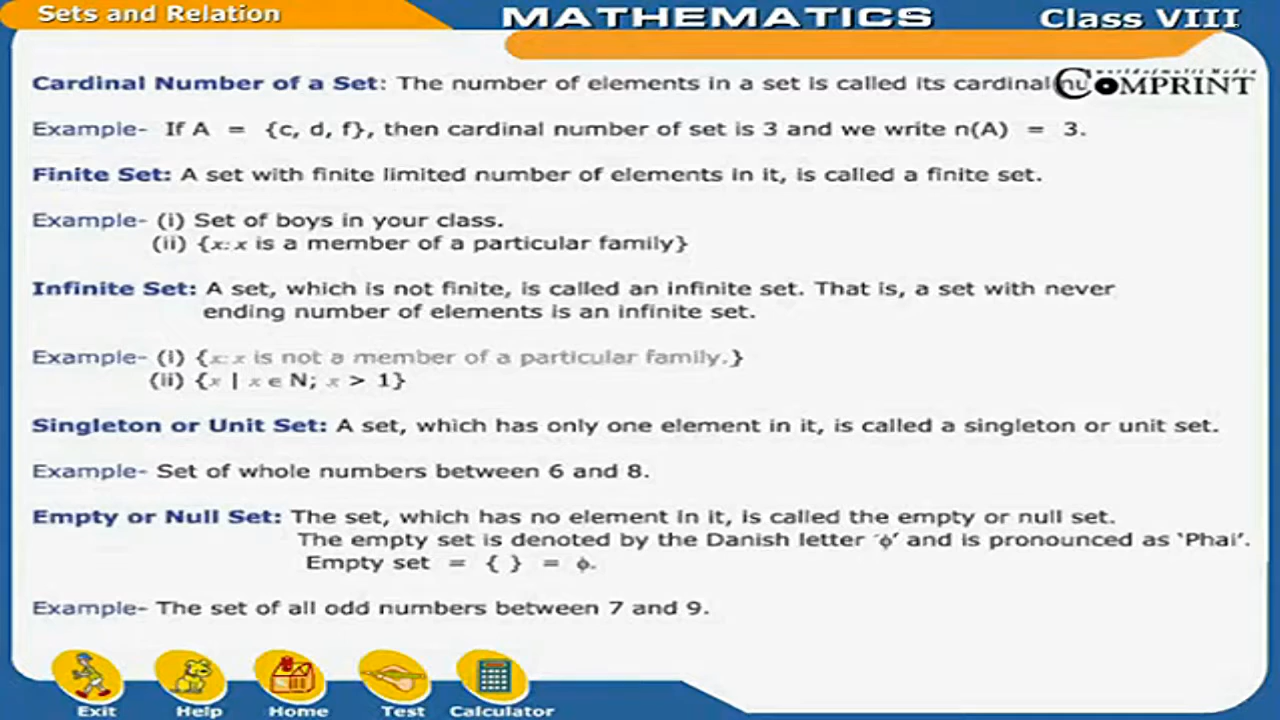 Sets and Relation
MATHEMATICS
Class VIII
world of multi Media
COMPRINT
Cardinal Number of a Set: The number of elements in a set is called its cardinal
Example- If A = {c, d, f}, then cardinal number of set is 3 and we write n(A) = 3.
Finite Set: A set with finite limited number of elements in it, is called a finite set.
Example- (i) Set of boys in your class.
(ii) {x: x is a member of a particular family}
Infinite Set: A set, which is not finite, is called an infinite set. That is, a set with never
ending number of elements is an infinite set.
Example- (i) {x: x is not a member of a particular family.}
(ii) {x | x ∈ N; x > 1}
Singleton or Unit Set: A set, which has only one element in it, is called a singleton or unit set.
Example- Set of whole numbers between 6 and 8.
Empty or Null Set: The set, which has no element in it, is called the empty or null set.
The empty set is denoted by the Danish letter 'ϕ' and is pronounced as 'Phai'.
Empty set = { } = ϕ.
Example- The set of all odd numbers between 7 and 9.
Exit
Help
Home
Test
Calculator